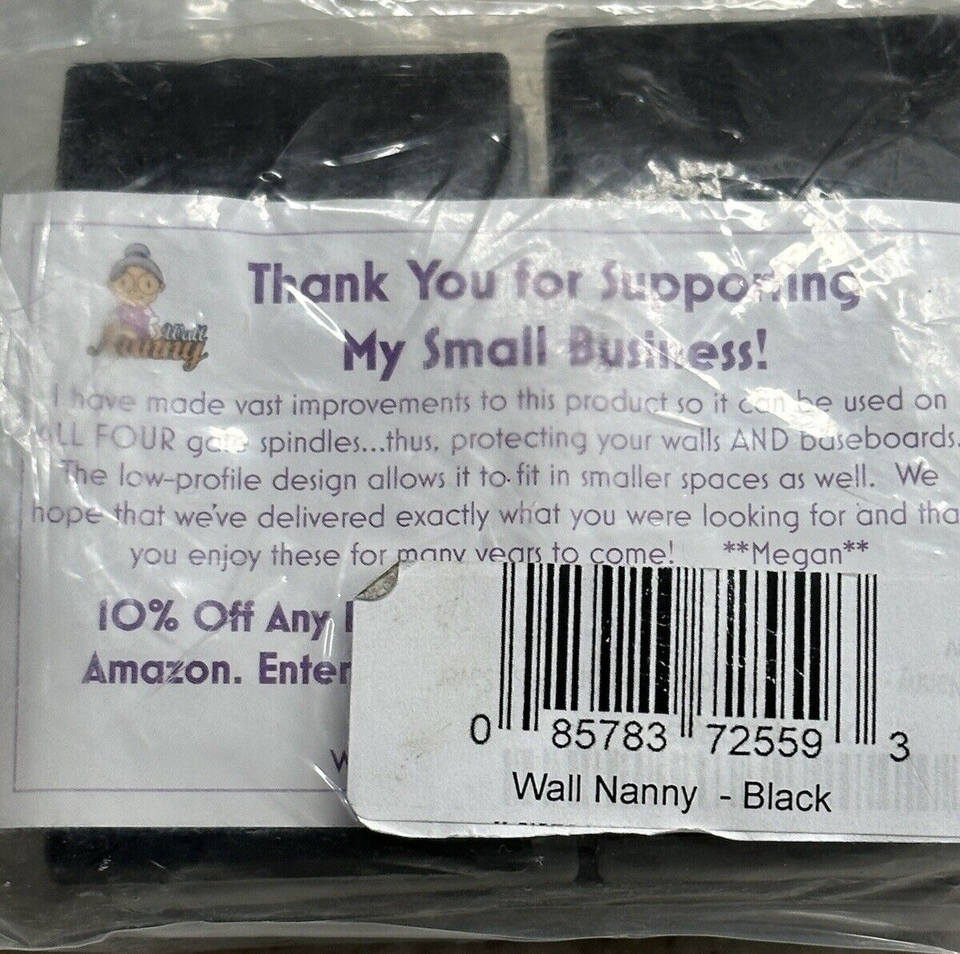 Wall
Nanny
Thank You for Supporting
My Small Business!
I have made vast improvements to this product so it can be used on
ALL FOUR gate spindles...thus, protecting your walls AND baseboards.
The low-profile design allows it to fit in smaller spaces as well. We
hope that we've delivered exactly what you were looking for and tha
you enjoy these for many years to come! **Megan**
10% Off Any
Amazon. Enter
W
0 85783 72559 3
Wall Nanny - Black